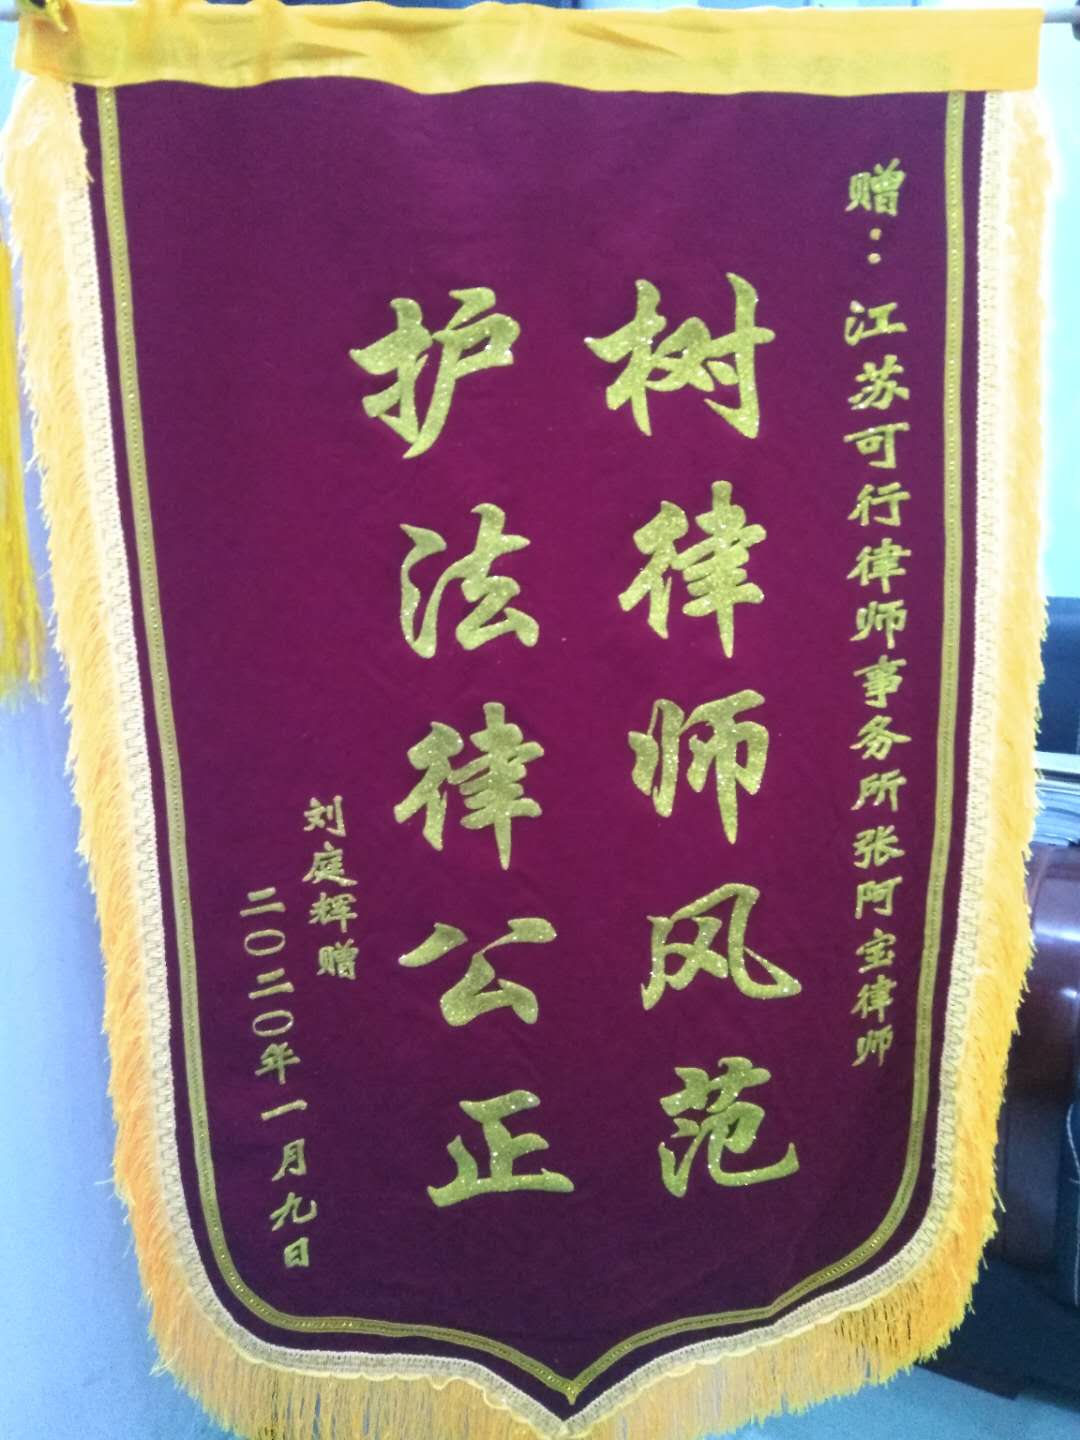 赠：江苏可行律师事务所张阿宝律师
树律师风范
护法律公正
刘庭辉赠
二〇二〇年一月九日